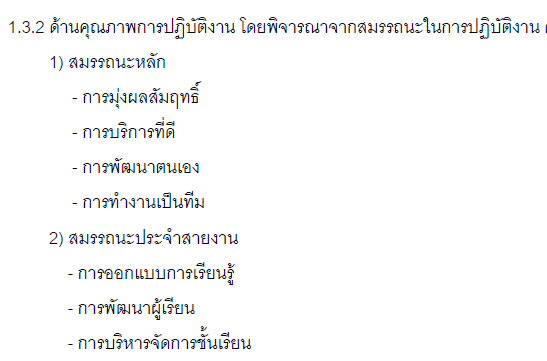 1.3.2 ด้านคุณภาพการปฏิบัติงาน โดยพิจารณาจากสมรรถนะในการปฏิบัติงาน
1) สมรรถนะหลัก
- การมุ่งผลสัมฤทธิ์
- การบริการที่ดี
- การพัฒนาตนเอง
- การทำงานเป็นทีม
2) สมรรถนะประจำสายงาน
- การออกแบบการเรียนรู้
- การพัฒนาผู้เรียน
- การบริหารจัดการชั้นเรียน